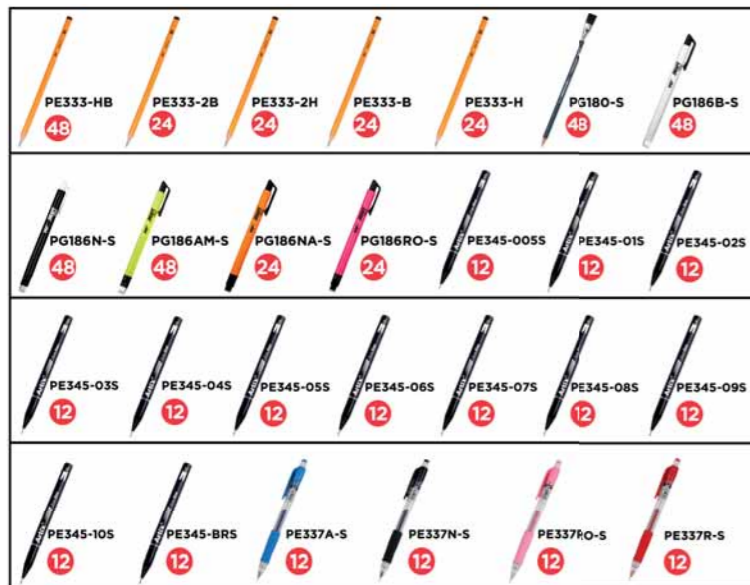 PE333-HB
48
PE333-2B
24
PE333-2H
24
PE333-B
24
PE333-H
24
PG180-S
48
PG186B-S
48
PG186N-S
48
PG186AM-S
48
PG186NA-S
24
PG186RO-S
24
PE345-005S
12
PE345-01S
12
PE345-02S
12
PE345-03S
12
PE345-04S
12
PE345-05S
12
PE345-06S
12
PE345-07S
12
PE345-08S
12
PE345-09S
12
PE345-10S
12
PE345-BRS
12
PE337A-S
12
PE337N-S
12
PE337RO-S
12
PE337R-S
12